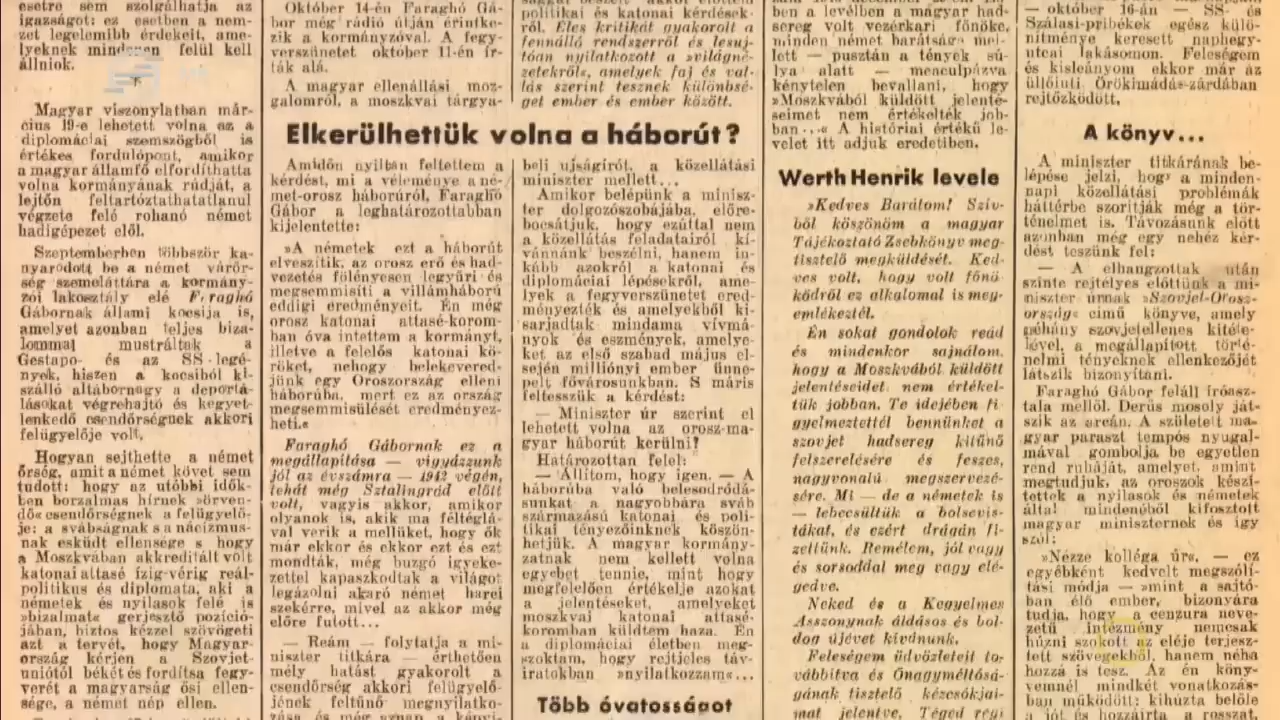 esetre sem szolgálhatja az
igazságot: ez esetben a nem-
zet legelemibb érdekeit, ame-
lyeknek mindenen felül kell
állniok.
*
Magyar viszonylatban már-
cius 19-e lehetett volna az a
diplomáciai szemszögből is
értékes fordulópont, amikor
a magyar államfő elfordíthatta
volna kormányának rúdját, a
lejtőn feltartóztathatatlanul
végzete felé rohanó német
hadigépezet elől.
Szeptemberben többször ka-
nyarodott be a német várőr-
ség szemeláttára a kormány-
zói lakosztály elé Faraghó
Gábornak állami kocsija is,
amelyet azonban teljes biza-
lommal mustráltak a
Gestapo- és az SS-legé-
nyek, hiszen a kocsiból ki-
szálló altábornagy a deportá-
lásokat végrehajtó és kegyet-
lenkedő csendőrségnek akkori
felügyelője volt.
Hogyan sejthette a német
őrség, amit a német követ sem
tudott: hogy az utóbbi idők-
ben borzalmas hírnek »örven-
dő« csendőrségnek a felügyelő-
je: a svábságnak s a nácizmus-
nak esküdt ellensége s hogy
a Moszkvában akkreditált volt
katonai attasé ízig-vérig reál-
politikus és diplomata, aki a
németek és nyilasok felé is
»bizalmat« gerjesztő pozíció-
jában, biztos kézzel szövögeti
azt a tervét, hogy Magyar-
ország kérjen a Szovjet-
uniótól békét és fordítsa fegy-
verét a magyarság ősi ellen-
sége, a német nép ellen.
Október 14-én Faraghó Gá-
bor még rádió útján érintke-
zik a kormányzóval. A fegy-
verszünetet október 11-én ír-
ták alá.
A magyar ellenállási moz-
galomról, a moszkvai tárgya-
politikai és katonai kérdések-
ről. Éles kritikát gyakorolt a
fennálló rendszerről és lesuj-
tóan nyilatkozott a »világné-
zetekről«, amelyek faj és val-
lás szerint tesznek különbsé-
get ember és ember között.
Elkerülhettük volna a háborút?
Amidőn nyiltan feltettem a
kérdést, mi a véleménye a né-
met-orosz háborúról, Faraghó
Gábor a leghatározottabban
kijelentette:
»A németek ezt a háborút
elveszítik, az orosz erő és had-
vezetés fölényesen legyűri és
megsemmisíti a villámháború
eddigi eredményeit. Én még
orosz katonai attasé-korom-
ban óva intettem a kormányt,
illetve a felelős katonai kö-
röket, nehogy belekevered-
jünk egy Oroszország elleni
háborúba, mert ez az ország
megsemmisülését eredményez-
heti.«
Faraghó Gábornak ez a
megállapítása — vigyázzunk
jól az évszámra — 1942 végén,
tehát még Sztálingrád előtt
volt, vagyis akkor, amikor
olyanok is, akik ma féltéglá-
val verik a mellüket, hogy ők
már ekkor és ekkor ezt és ezt
mondták, még buzgó igyeke-
zettel kapaszkodtak a világot
legázolni akaró német harci
szekérre, mivel az akkor még
előre futott...
— Reám — folytatja a mi-
niszter titkára — érthetően
mély hatást gyakorolt a
csendőrség akkori felügyelő-
jének feltűnő megnyilatko-
beli ujságírót, a közellátási
miniszter mellett...
Amikor belépünk a minisz-
ter dolgozószobájába, előre-
bocsátjuk, hogy ezúttal nem
a közellátás feladatairól kí-
vánnánk beszélni, hanem in-
kább azokról a katonai és
diplomáciai lépésekről, ame-
lyek a fegyverszünetet ered-
ményezték és amelyekből ki-
sarjadtak mindama vívmá-
nyok és eszmények, amelye-
ket az első szabad május el-
sején milliónyi ember ünne-
pelt fővárosunkban. S máris
feltesszük a kérdést:
— Miniszter úr szerint el
lehetett volna az orosz-ma-
gyar háborút kerülni?
Határozottan felel:
— Állítom, hogy igen. — A
háborúba való belesodródá-
sunkat a nagyobbára sváb
származású katonai és poli-
tikai tényezőinknek köszön-
hetjük. A magyar kormány-
zatnak nem kellett volna
egyebet tennie, mint hogy
megfelelően értékelje azokat
a jelentéseket, amelyeket
moszkvai katonai attasé-
koromban küldtem haza. Én
a diplomáciai életben meg-
szoktam, hogy rejtjeles táv-
iratokban »nyilatkozzam«...
Több óvatosságot
ben a levélben a magyar had-
sereg volt vezérkari főnöke,
minden német barátsága mel-
lett — pusztán a tények sú-
lya alatt — meaculpázva
kénytelen bevallani, hogy
»Moszkvából küldött jelenté-
seimet nem értékelték job-
ban...« A históriai értékű le-
velet itt adjuk eredetiben.
Werth Henrik levele
»Kedves Barátom! Szív-
ből köszönöm a magyar
Tájékoztató Zsebkönyv meg-
tisztelő megküldését. Ked-
ves volt, hogy volt főnö-
ködről ez alkalomal is meg-
emlékeztél.
Én sokat gondolok reád
és mindenkor sajnálom,
hogy a Moszkvából küldött
jelentéseidet nem értékel-
tük jobban. Te idejében fi-
gyelmeztettél bennünket a
szovjet hadsereg kitünő
felszerelésére és feszes,
nagyvonalú megszervezé-
sére. Mi — de a németek is
— lebecsültük a bolsevis-
tákat, és ezért drágán fi-
zettünk. Remélem, jól vagy
és sorsoddal meg vagy elé-
gedve.
Neked és a Kegyelmes
Asszonynak áldásos és bol-
dog újévet kívánunk.
Feleségem üdvözleteit to-
vábbítva és Őnagyméltósá-
gának tisztelő kézcsókjai-
mat jelentve, Téged régi
— október 16-án — SS- és
Szálasi-pribékek egész külö-
nítménye keresett naphegy-
utcai lakásomon. Feleségem
és kisleányom ekkor már az
üllőiúti Örökimádás-zárdában
rejtőzködött.
A könyv...
A miniszter titkárának be-
lépése jelzi, hogy a minden-
napi közellátási problémák
háttérbe szorítják még a tör-
ténelmet is. Távozásunk előtt
azonban még egy nehéz kér-
dést teszünk fel:
— A elhangzottak után
szinte rejtélyes előttünk a mi-
niszter úrnak »Szovjet-Orosz-
ország« című könyve, amely
néhány szovjetellenes kitéte-
lével, a megállapított törté-
nelmi tényeknek ellenkezőjét
látszik bizonyítani.
Faraghó Gábor feláll íróasz-
tala mellől. Derűs mosoly ját-
szik az arcán. A született ma-
gyar paraszt tempós nyugal-
mával gombolja be egyetlen
rend ruháját, amelyet, amint
megtudjuk, az oroszok készí-
tettek a nyilasok és németek
által mindenéből kifosztott
magyar miniszternek és így
szól:
»Nézze kolléga úr«, — ez
egyébként kedvelt megszólí-
tási módja — »mint a sajtó-
ban élő ember, bizonyára
tudja, hogy a cenzúra neve-
zetű intézmény nemcsak
húzni szokott az eléje terjesz-
tett szövegekből, hanem néha
hozzá is tesz. Az én köny-
vemnél mindkét vonatkozás-
ban működött: kihúzta belőle
a jót és hozzáírta a rosszat,